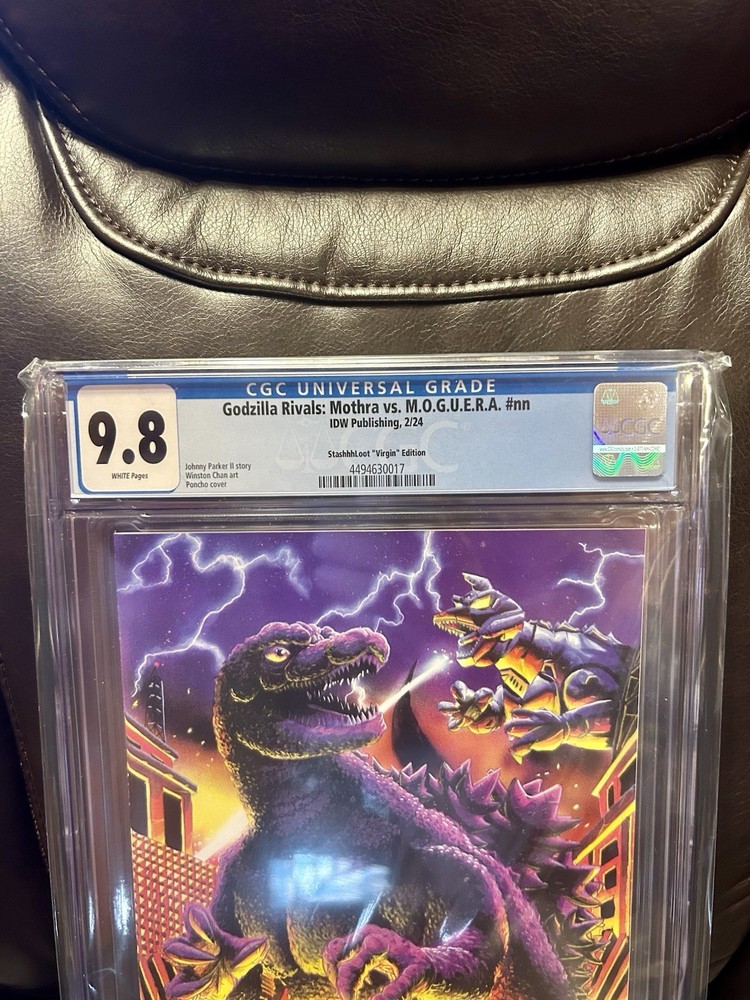 CGC UNIVERSAL GRADE
9.8
WHITE Pages
Godzilla Rivals: Mothra vs. M.O.G.U.E.R.A. #nn
IDW Publishing, 2/24
StashhhLoot "Virgin" Edition
4494630017
Johnny Parker II story
Winston Chan art
Poncho cover
CGC
CGC